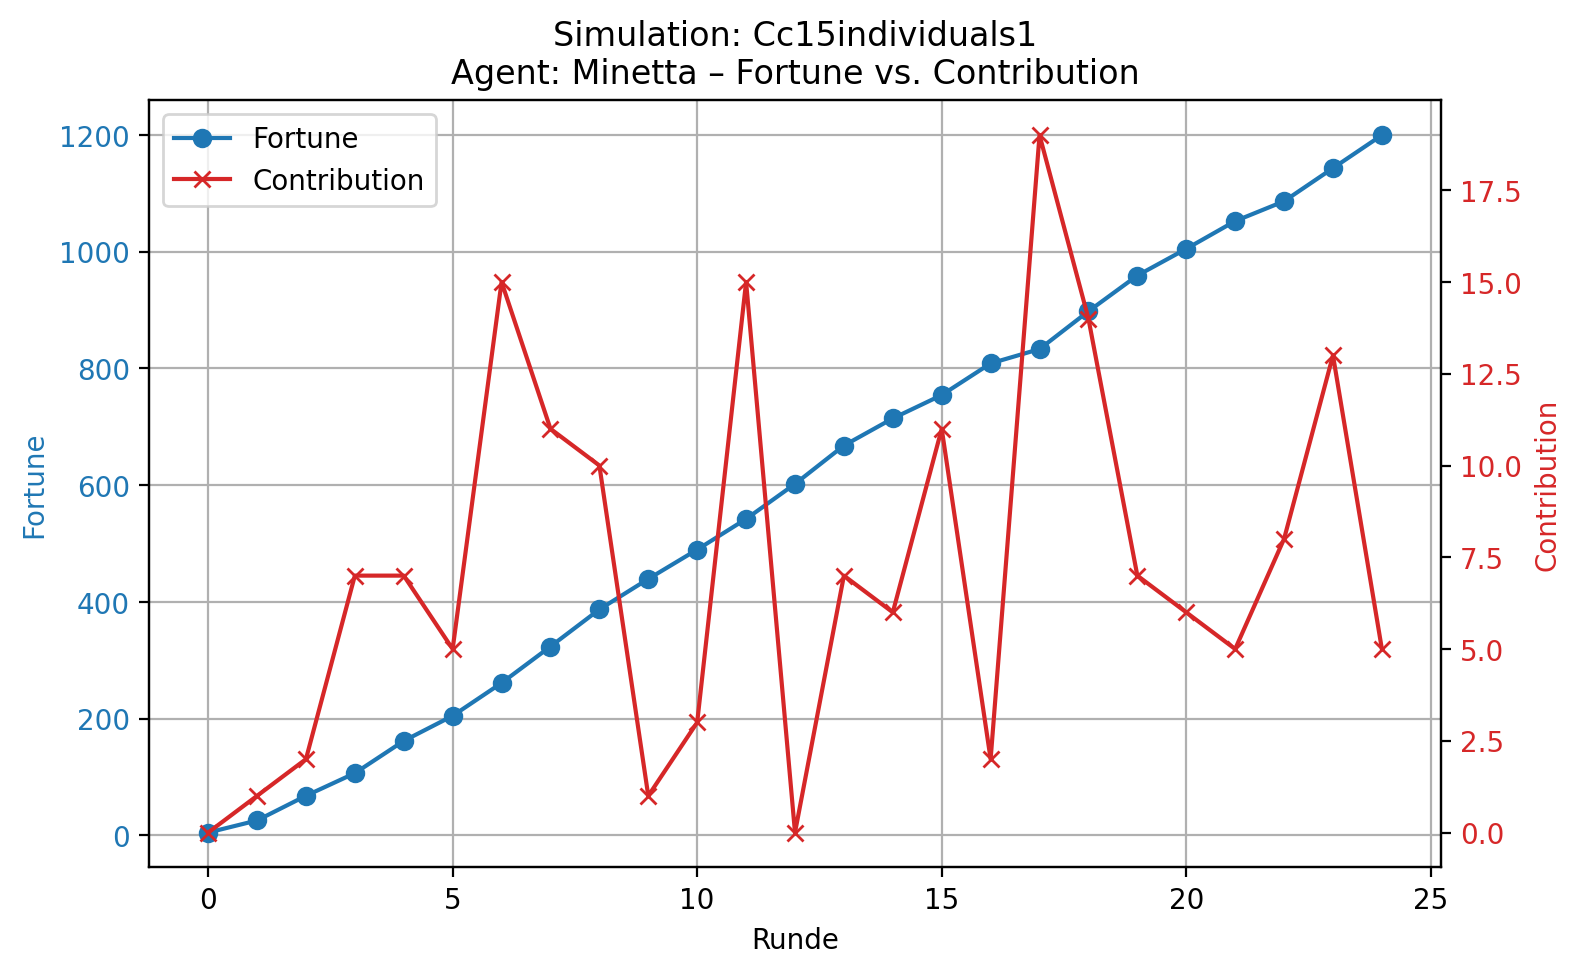 Simulation: Cc15individuals1
Agent: Minetta – Fortune vs. Contribution
Fortune
Contribution
1200
1000
800
600
400
200
0
Fortune
17.5
15.0
12.5
10.0
7.5
5.0
2.5
0.0
Contribution
0 5 10 15 20 25
Runde